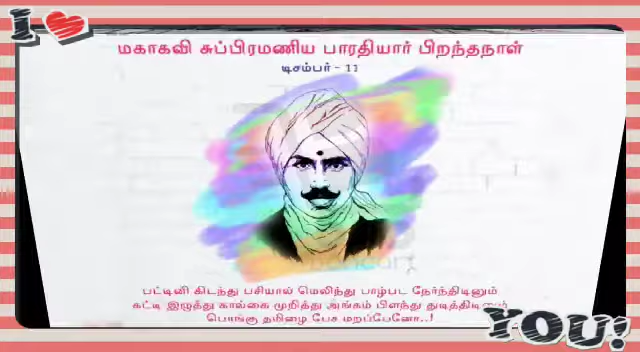 I
மகாகவி சுப்பிரமணிய பாரதியார் பிறந்தநாள்
டிசம்பர் - 11
பட்டினி கிடந்து பசியால் மெலிந்து பாழ்பட நேர்ந்திடினும்
கட்டி இழுத்து கால்கை முறித்து அங்கம் பிளந்து துடித்திடினும்
பொங்கு தமிழை பேச மறப்பேனோ..!
YOU!